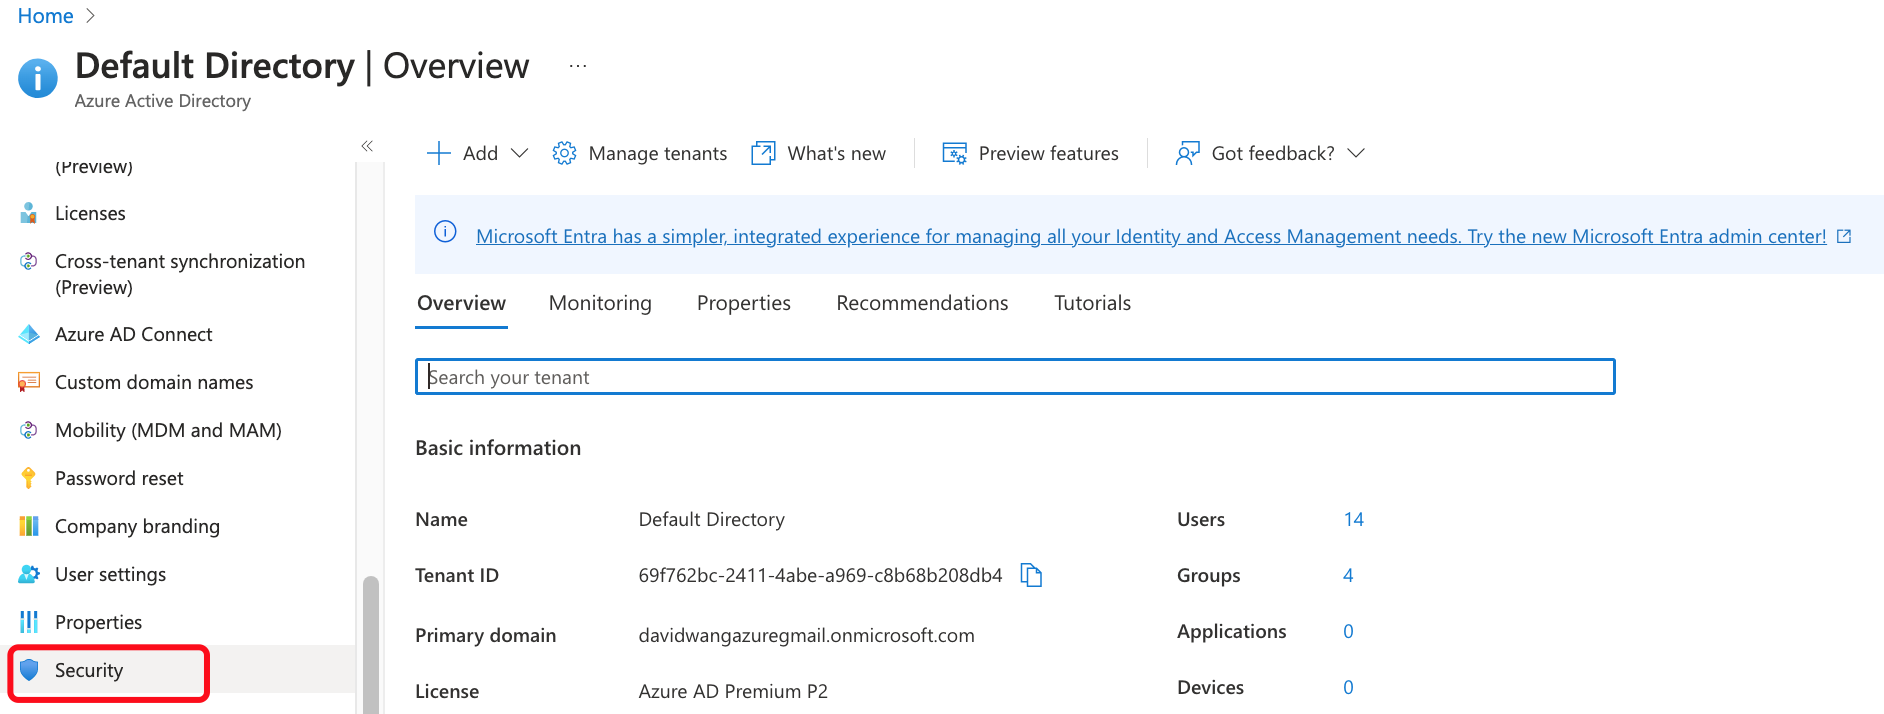 Home
Default Directory | Overview ...
Azure Active Directory
(Preview)
Licenses
Cross-tenant synchronization
(Preview)
Azure AD Connect
Custom domain names
Mobility (MDM and MAM)
Password reset
Company branding
User settings
Properties
Security
Add
Manage tenants
What's new
Preview features
Got feedback?
Microsoft Entra has a simpler, integrated experience for managing all your Identity and Access Management needs. Try the new Microsoft Entra admin center!
Overview Monitoring Properties Recommendations Tutorials
Search your tenant
Basic information
Name Default Directory Users 14
Tenant ID 69f762bc-2411-4abe-a969-c8b68b208db4 Groups 4
Primary domain davidwangazuregmail.onmicrosoft.com Applications 0
License Azure AD Premium P2 Devices 0